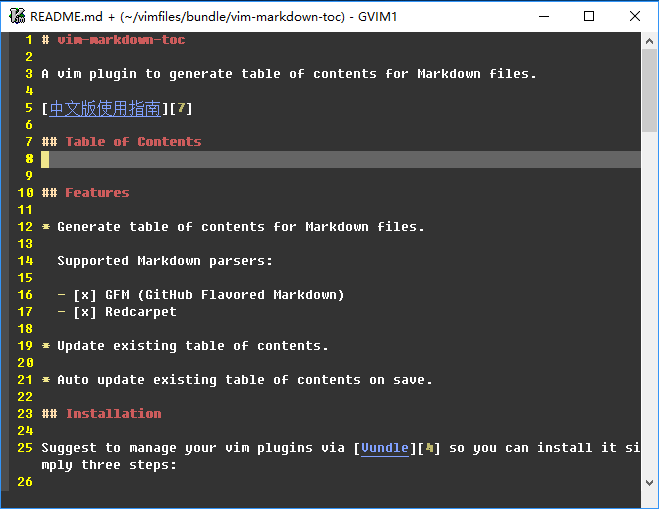 README.md + (~/vimfiles/bundle/vim-markdown-toc) - GVIM1
1 # vim-markdown-toc
2
3 A vim plugin to generate table of contents for Markdown files.
4
5 [中文版使用指南][7]
6
7 ## Table of Contents
8
9
10 ## Features
11
12 * Generate table of contents for Markdown files.
13
14 Supported Markdown parsers:
15
16 - [x] GFM (GitHub Flavored Markdown)
17 - [x] Redcarpet
18
19 * Update existing table of contents.
20
21 * Auto update existing table of contents on save.
22
23 ## Installation
24
25 Suggest to manage your vim plugins via [Vundle][4] so you can install it si
mply three steps:
26